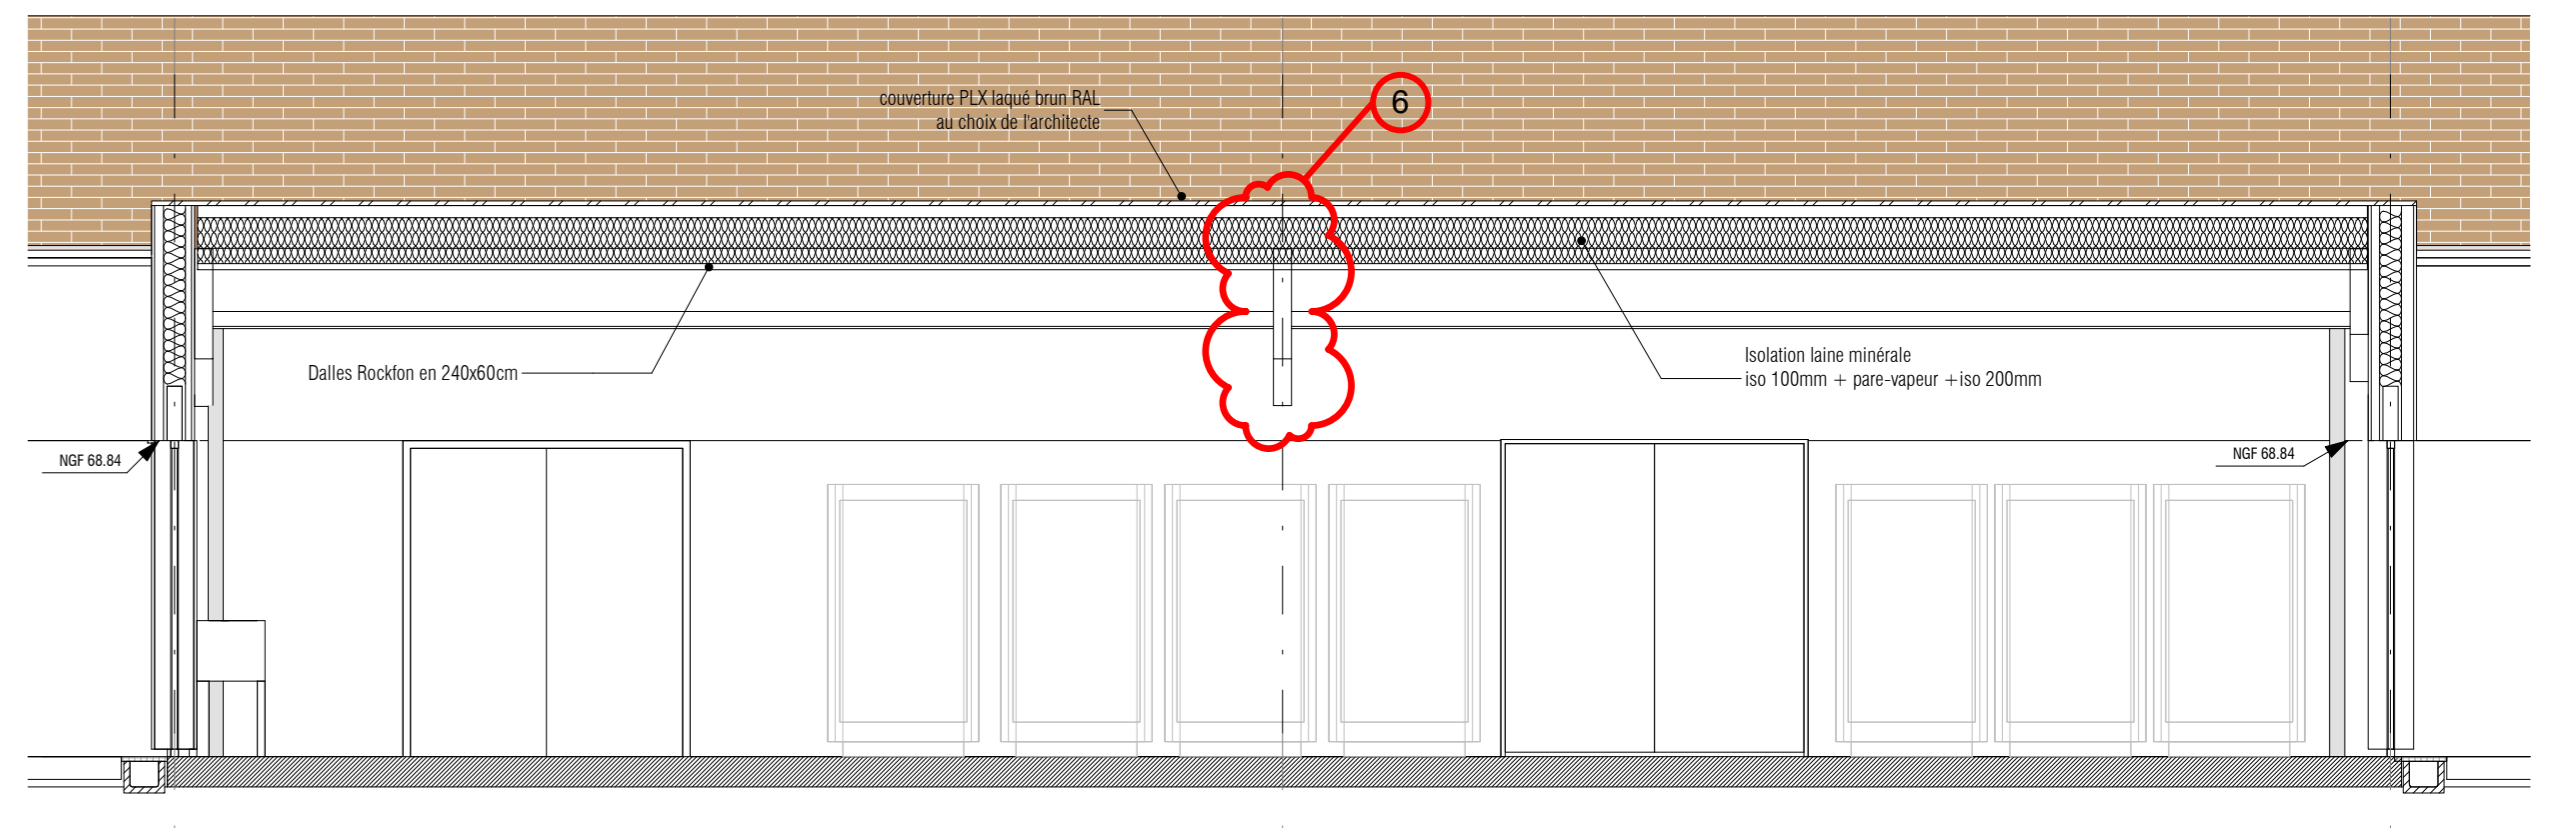 couverture PLX laqué brun RAL
au choix de l'architecte
6
Isolation laine minérale
iso 100mm + pare-vapeur +iso 200mm
Dalles Rockfon en 240x60cm
NGF 68.84
NGF 68.84